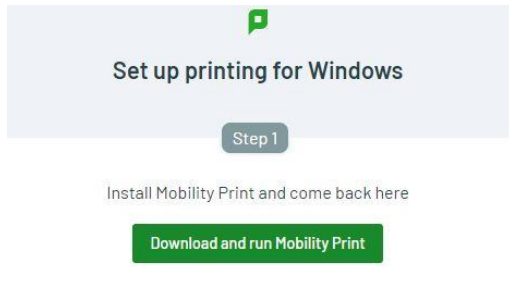 Set up printing for Windows
Step 1
Install Mobility Print and come back here
Download and run Mobility Print